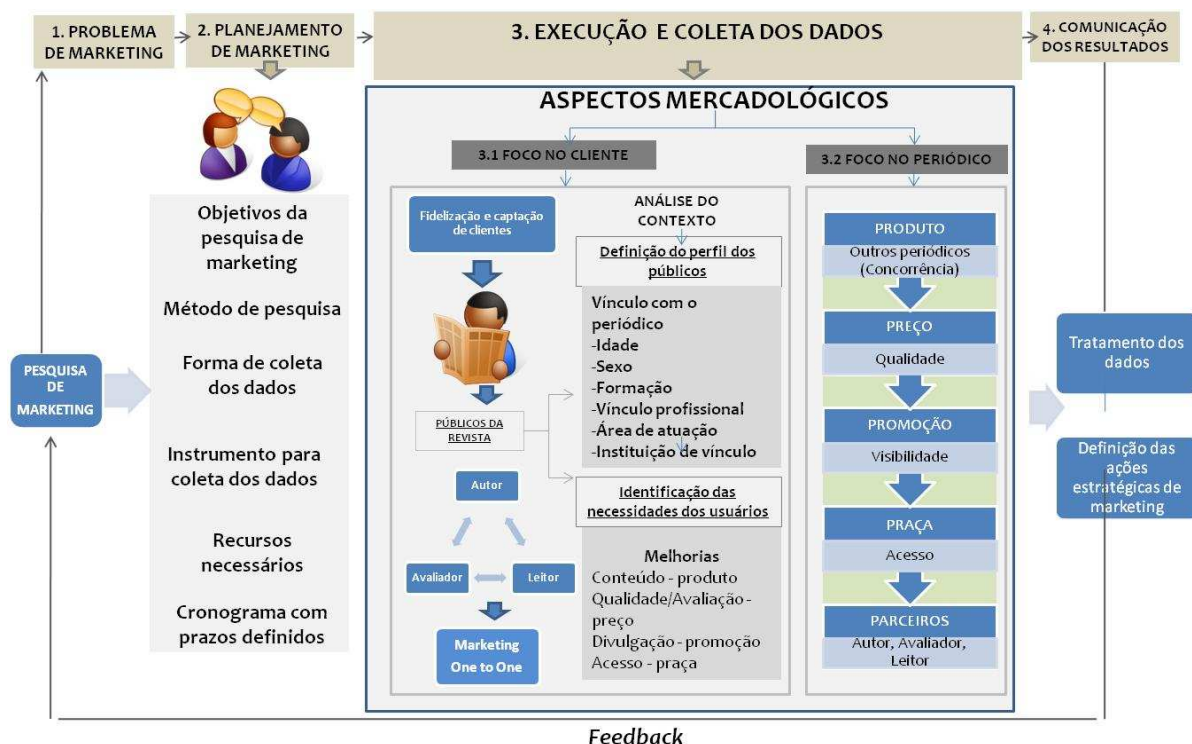 1. PROBLEMA
DE MARKETING
2. PLANEJAMENTO
DE MARKETING
3. EXECUÇÃO E COLETA DOS DADOS
4. COMUNICAÇÃO
DOS RESULTADOS
PESQUISA
DE
MARKETING
Objetivos da
pesquisa de
marketing
Método de pesquisa
Forma de coleta
dos dados
Instrumento para
coleta dos dados
Recursos
necessários
Cronograma com
prazos definidos
ASPECTOS MERCADOLÓGICOS
3.1 FOCO NO CLIENTE
Fidelização e captação
de clientes
PÚBLICOS DA
REVISTA
Autor
Avaliador
Leitor
Marketing
One to One
ANÁLISE DO
CONTEXTO
Definição do perfil dos
públicos
Vínculo com o
periódico
-Idade
-Sexo
-Formação
-Vínculo profissional
-Área de atuação
-Instituição de vínculo
Identificação das
necessidades dos usuários
Melhorias
Conteúdo - produto
Qualidade/Avaliação -
preço
Divulgação - promoção
Acesso - praça
3.2 FOCO NO PERIÓDICO
PRODUTO
Outros periódicos
(Concorrência)
PREÇO
Qualidade
PROMOÇÃO
Visibilidade
PRAÇA
Acesso
PARCEIROS
Autor, Avaliador,
Leitor
Tratamento dos
dados
Definição das
ações
estratégicas de
marketing
Feedback